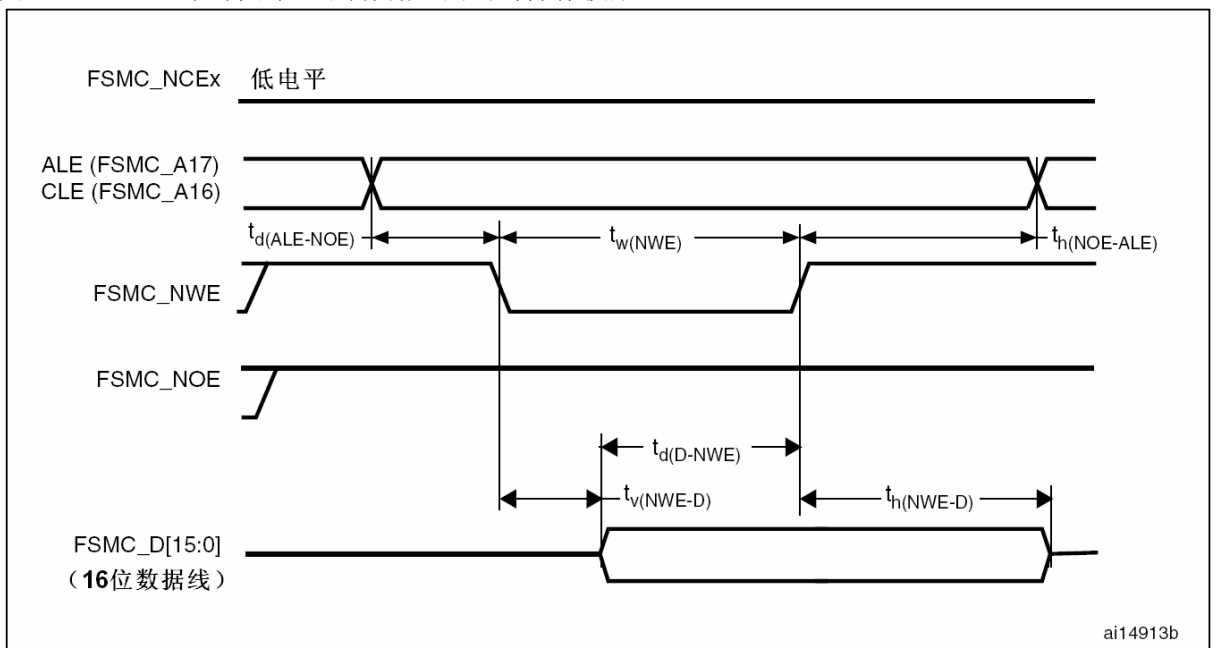 FSMC_NCEx 低电平
ALE (FSMC_A17)
CLE (FSMC_A16)
td(ALE-NOE) tw(NWE) th(NOE-ALE)
FSMC_NWE
FSMC_NOE
td(D-NWE)
tv(NWE-D) th(NWE-D)
FSMC_D[15:0]
（16位数据线）
ai14913b